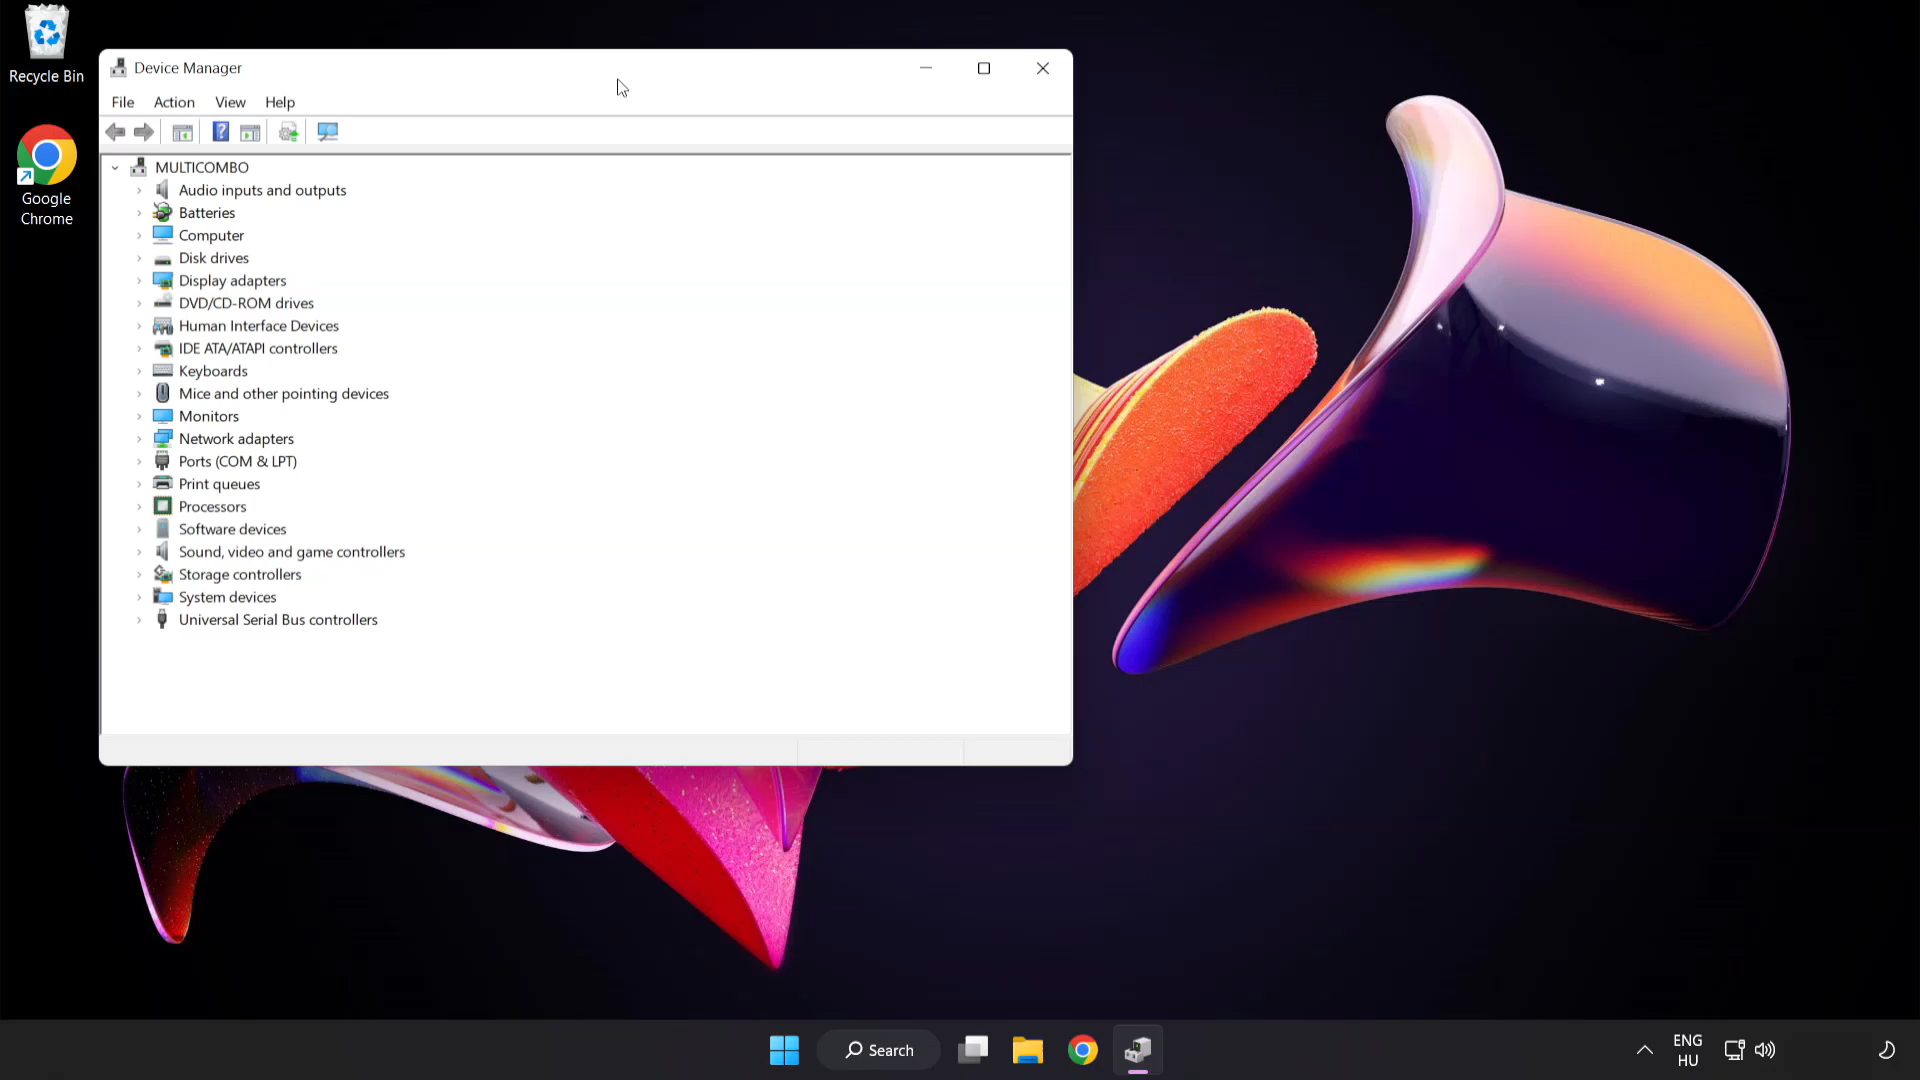 Recycle Bin
Google
Chrome
Device Manager
File Action View Help
MULTICOMBO
Audio inputs and outputs
Batteries
Computer
Disk drives
Display adapters
DVD/CD-ROM drives
Human Interface Devices
IDE ATA/ATAPI controllers
Keyboards
Mice and other pointing devices
Monitors
Network adapters
Ports (COM & LPT)
Print queues
Processors
Software devices
Sound, video and game controllers
Storage controllers
System devices
Universal Serial Bus controllers
Search
ENG
HU